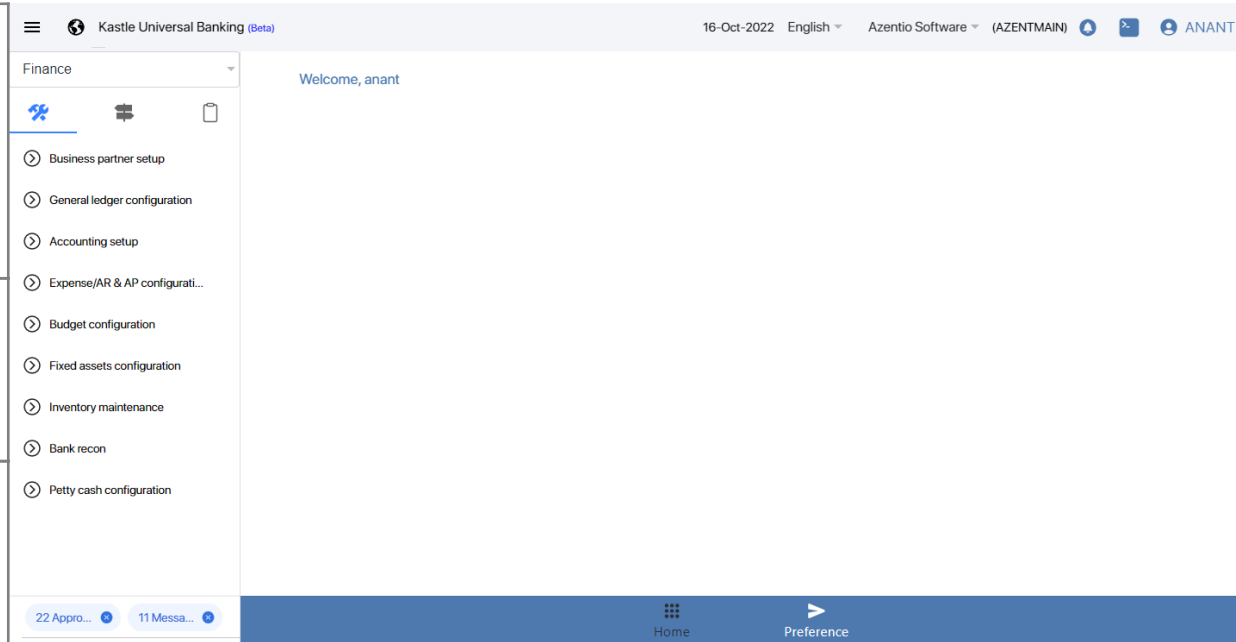 Kastle Universal Banking (Beta)
16-Oct-2022 English Azentio Software (AZENTMAIN) ANANT
Finance
Welcome, anant
Business partner setup
General ledger configuration
Accounting setup
Expense/AR & AP configurati...
Budget configuration
Fixed assets configuration
Inventory maintenance
Bank recon
Petty cash configuration
22 Appro... 11 Messa...
Home Preference